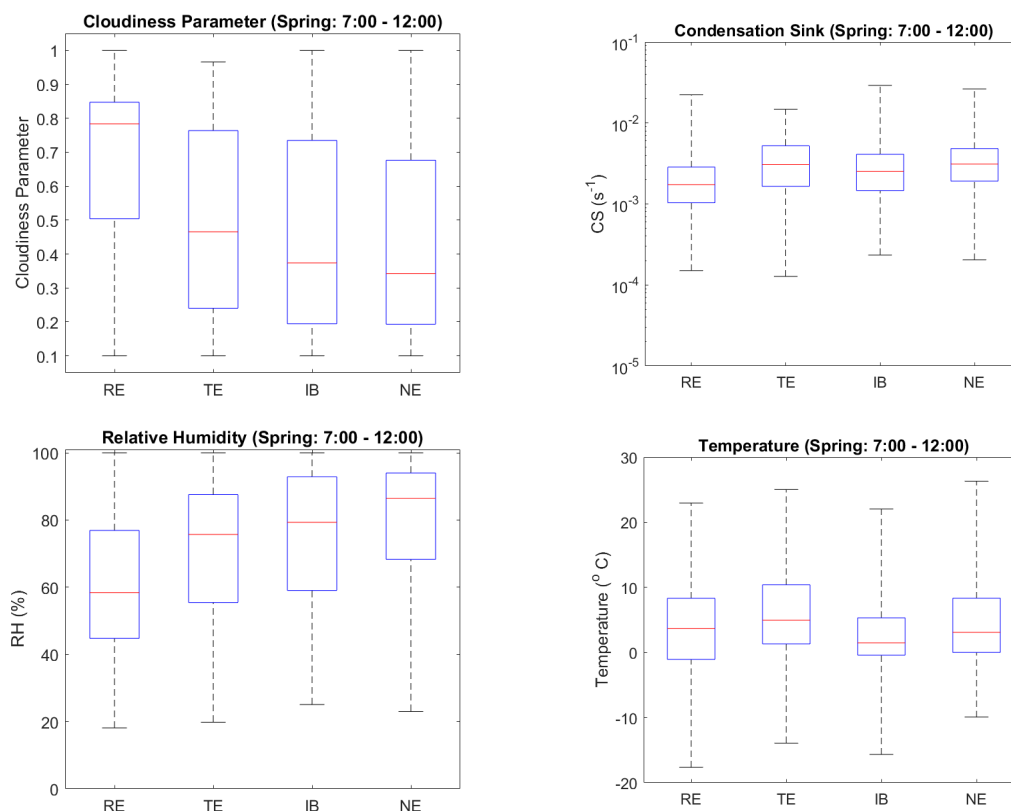 Cloudiness Parameter (Spring: 7:00 - 12:00)
Cloudiness Parameter
1
0.9
0.8
0.7
0.6
0.5
0.4
0.3
0.2
0.1
RE TE IB NE
Condensation Sink (Spring: 7:00 - 12:00)
CS (s⁻¹)
10⁻¹
10⁻²
10⁻³
10⁻⁴
10⁻⁵
RE TE IB NE
Relative Humidity (Spring: 7:00 - 12:00)
RH (%)
100
80
60
40
20
0
RE TE IB NE
Temperature (Spring: 7:00 - 12:00)
Temperature (° C)
30
20
10
0
-10
-20
RE TE IB NE